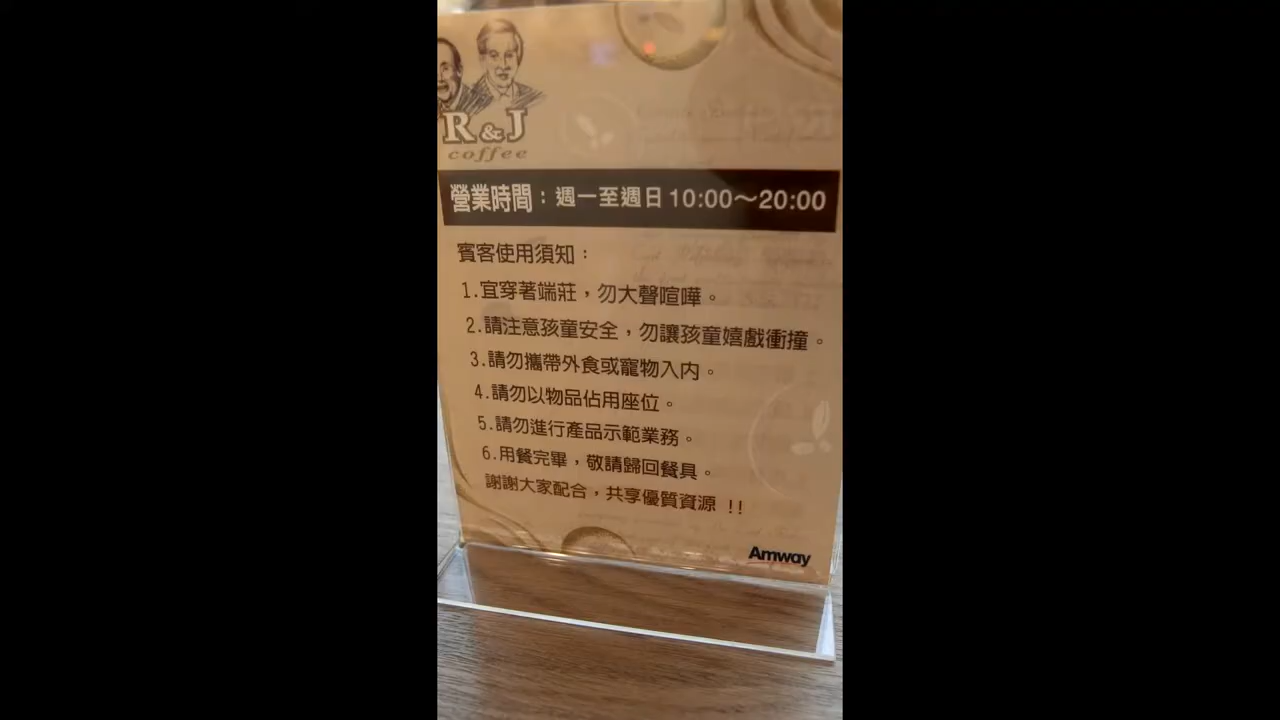 R & J
coffee
營業時間：週一至週日 10:00～20:00
賓客使用須知：
1.宜穿著端莊，勿大聲喧嘩。
2.請注意孩童安全，勿讓孩童嬉戲衝撞。
3.請勿攜帶外食或寵物入內。
4.請勿以物品佔用座位。
5.請勿進行產品示範業務。
6.用餐完畢，敬請歸回餐具。
謝謝大家配合，共享優質資源 !!
Amway